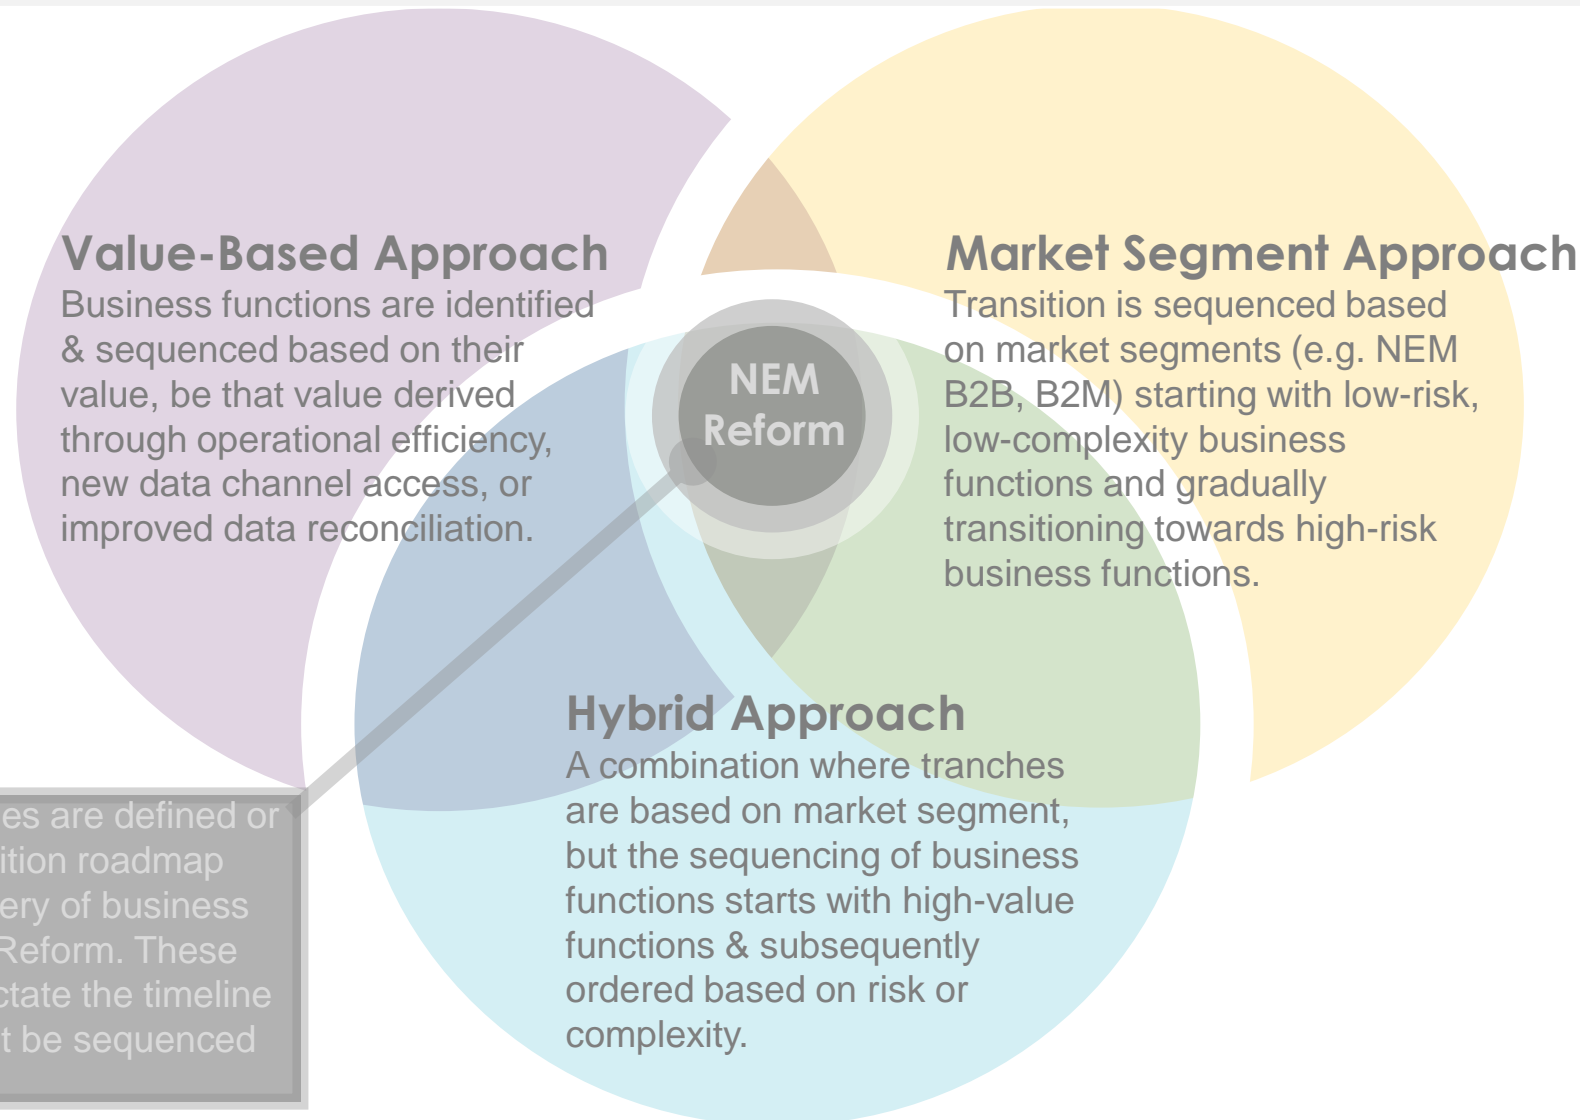 Value-Based Approach
Business functions are identified
& sequenced based on their
value, be that value derived
through operational efficiency,
new data channel access, or
improved data reconciliation.
Market Segment Approach
Transition is sequenced based
on market segments (e.g. NEM
B2B, B2M) starting with low-risk,
low-complexity business
functions and gradually
transitioning towards high-risk
business functions.
NEM
Reform
Hybrid Approach
A combination where tranches
are based on market segment,
but the sequencing of business
functions starts with high-value
functions & subsequently
ordered based on risk or
complexity.
are defined or
roadmap
of business
Reform. These
the timeline
be sequenced